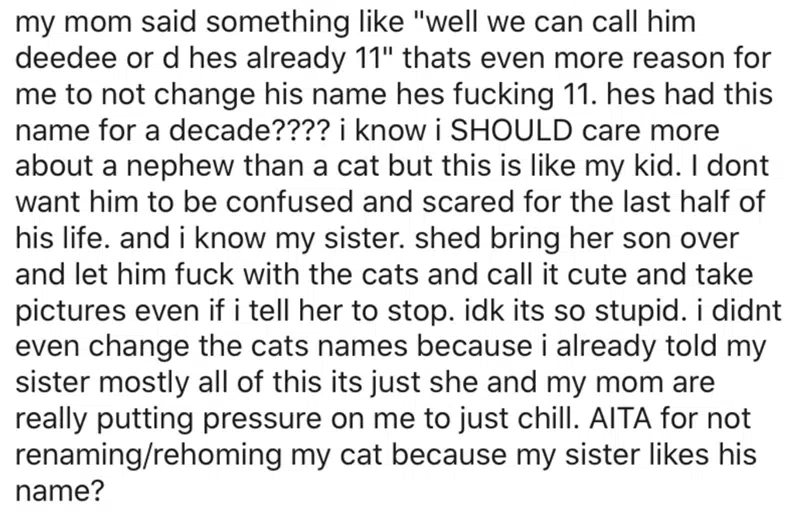 my mom said something like "well we can call him
deedee or d hes already 11" thats even more reason for
me to not change his name hes fucking 11. hes had this
name for a decade???? i know i SHOULD care more
about a nephew than a cat but this is like my kid. I dont
want him to be confused and scared for the last half of
his life. and i know my sister. shed bring her son over
and let him fuck with the cats and call it cute and take
pictures even if i tell her to stop. idk its so stupid. i didnt
even change the cats names because i already told my
sister mostly all of this its just she and my mom are
really putting pressure on me to just chill. AITA for not
renaming/rehoming my cat because my sister likes his
name?